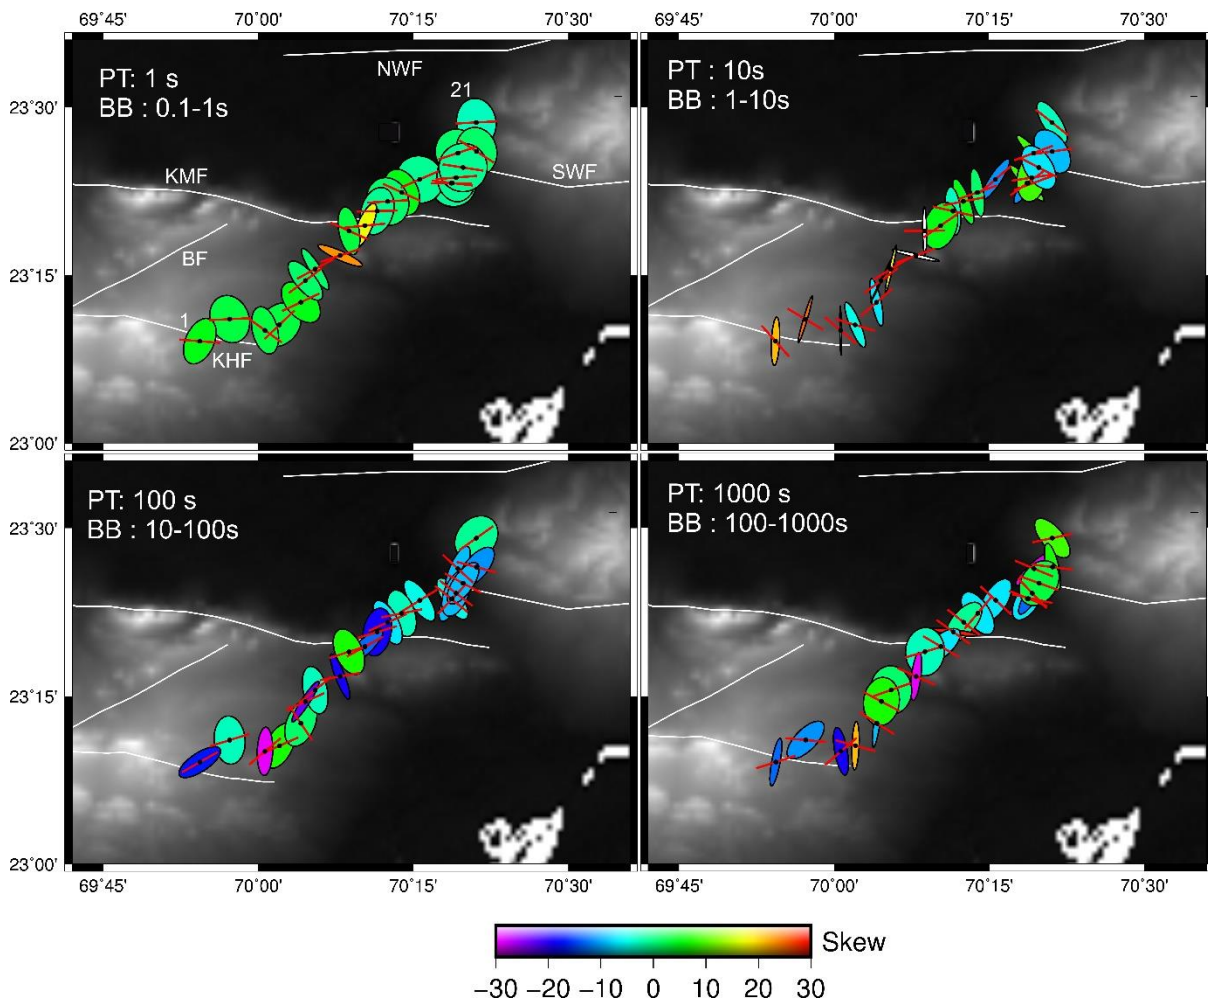 69°45' 70°00' 70°15' 70°30' 69°45' 70°00' 70°15' 70°30'
PT: 1 s
BB : 0.1-1s
NWF
21
KMF
SWF
BF
1
KHF
PT : 10s
BB : 1-10s
23°30'
23°15'
23°00'
PT: 100 s
BB : 10-100s
PT: 1000 s
BB : 100-1000s
23°30'
23°15'
23°00'
69°45' 70°00' 70°15' 70°30' 69°45' 70°00' 70°15' 70°30'
Skew
−30 −20 −10 0 10 20 30